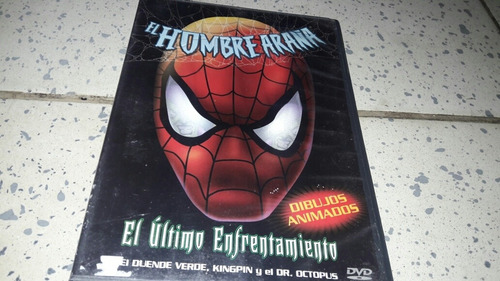 EL HOMBRE ARAÑA
DIBUJOS
ANIMADOS
El Último Enfrentamiento
El DUENDE VERDE, KINGPIN y el DR. OCTOPUS
DVD